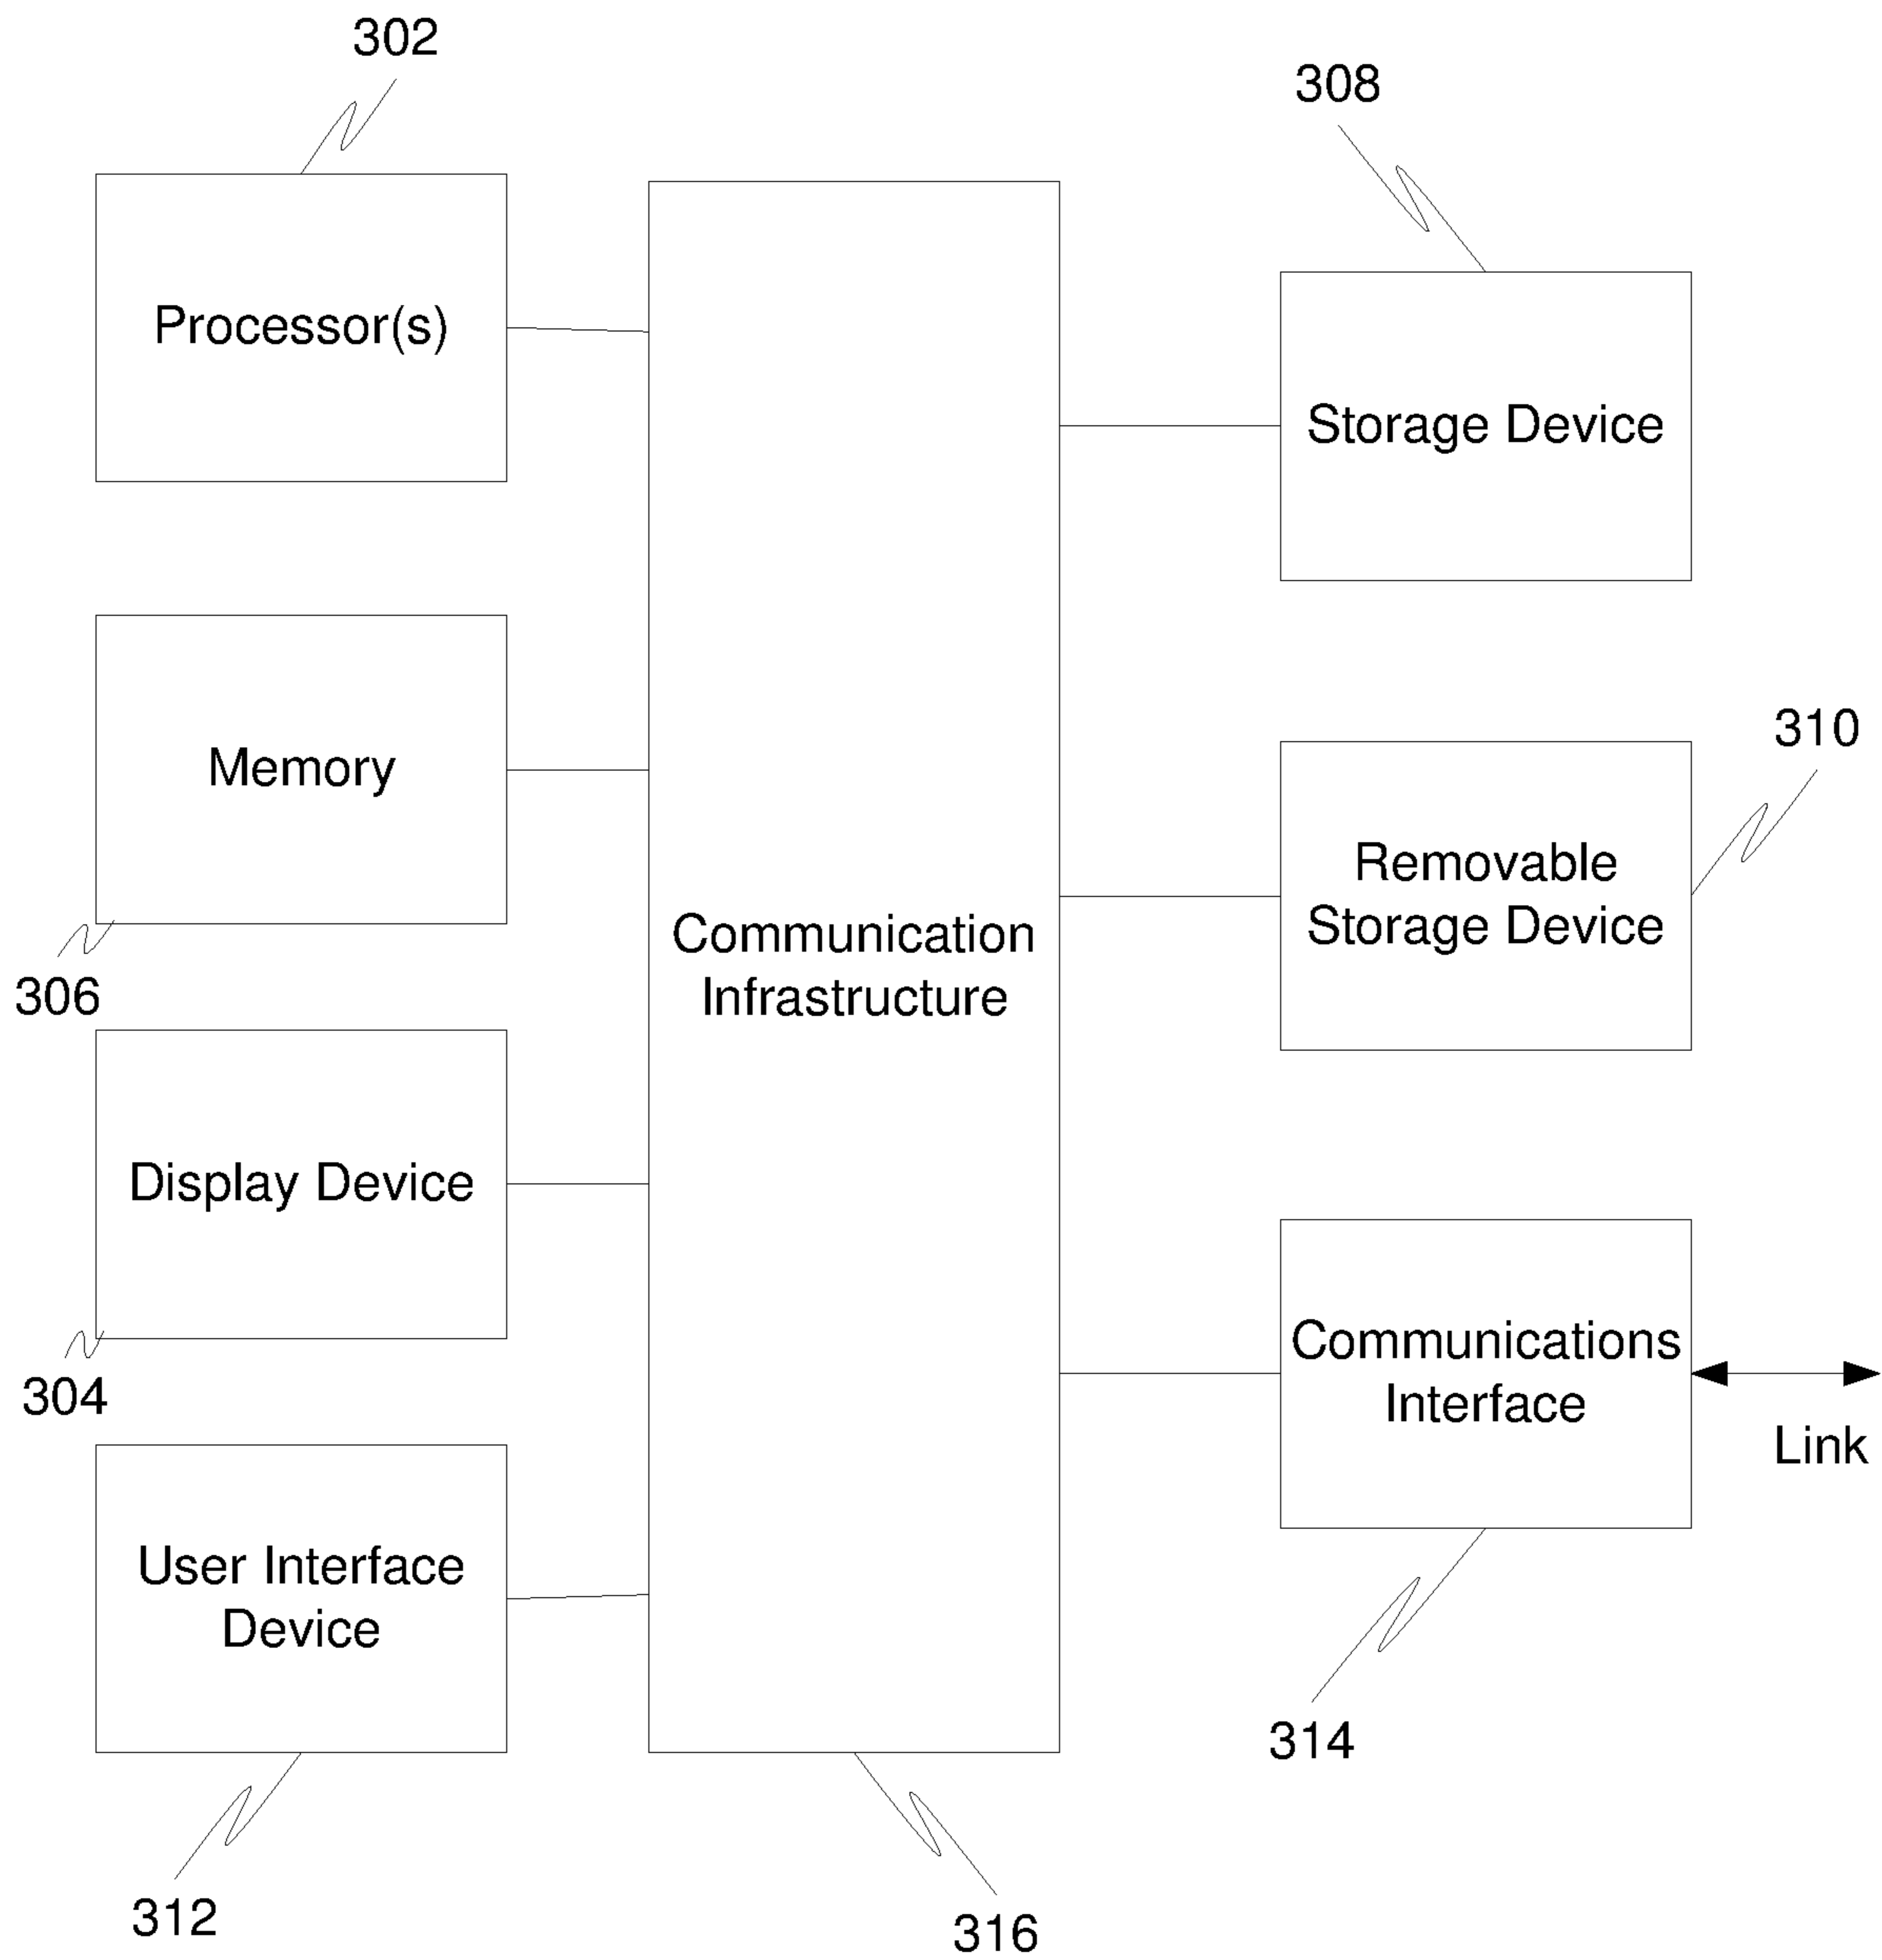 302
308
Processor(s)
Storage Device
310
Memory
Removable
Storage Device
Communication
Infrastructure
306
Display Device
304
Communications
Interface
Link
User Interface
Device
314
312
316